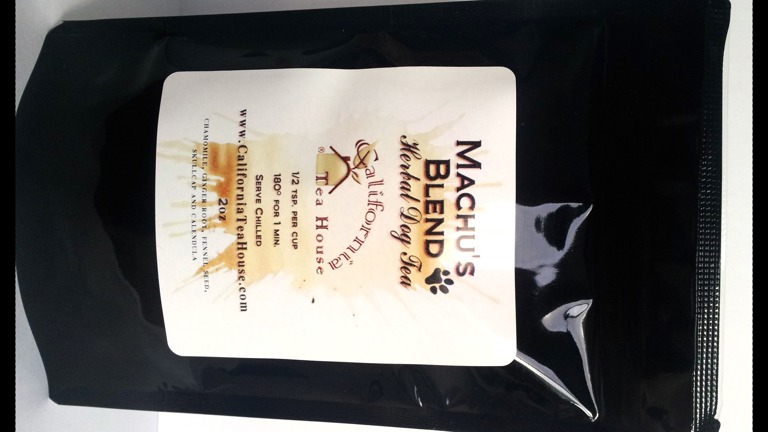 MACHU'S
BLEND
Herbal Dog Tea
California
® Tea House
1/2 TSP. PER CUP
180° FOR 1 MIN.
SERVE CHILLED
2oz
www.CaliforniaTeaHouse.com
CHAMOMILE, GINGER ROOT, FENNEL SEED,
SKULLCAP AND CALENDULA